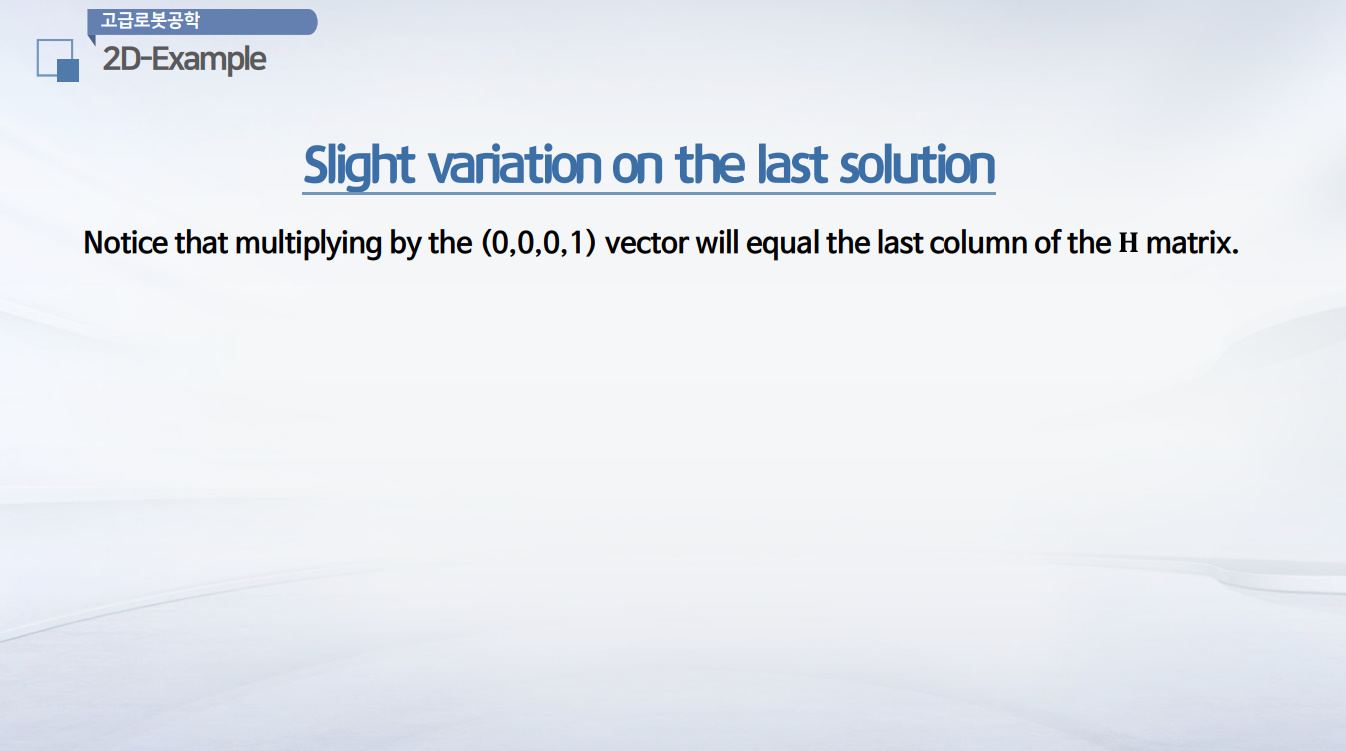 고급로봇공학
2D-Example
Slight variation on the last solution
Notice that multiplying by the (0,0,0,1) vector will equal the last column of the H matrix.